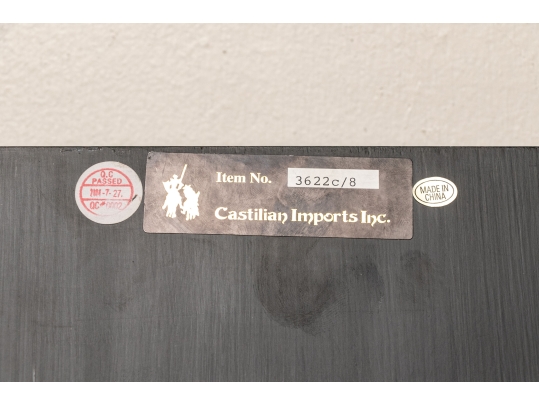 Q.C
PASSED
Item No. 3622c/8
Castilian Imports Inc.
MADE IN
CHINA